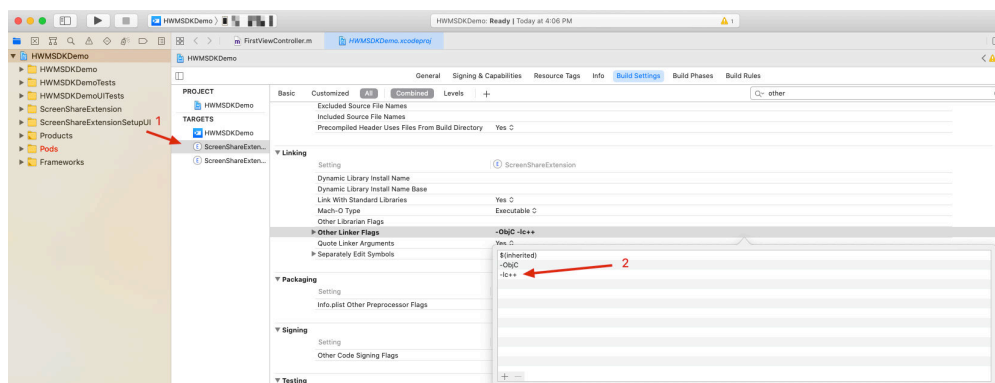 HWMSDKDemo
HWMSDKDemo: Ready | Today at 4:06 PM
1
FirstViewController.m
HWMSDKDemo.xcodeproj
HWMSDKDemo
HWMSDKDemo
HWMSDKDemo
HWMSDKDemoTests
HWMSDKDemoUITests
ScreenShareExtension
ScreenShareExtensionSetupUI
1
Products
Pods
Frameworks
General
Signing & Capabilities
Resource Tags
Info
Build Settings
Build Phases
Build Rules
PROJECT
HWMSDKDemo
TARGETS
HWMSDKDemo
ScreenShareExten...
ScreenShareExten...
Basic
Customized
All
Combined
Levels
+
other
Excluded Source File Names
Included Source File Names
Precompiled Header Uses Files From Build Directory
Yes
Linking
Setting
ScreenShareExtension
Dynamic Library Install Name
Dynamic Library Install Name Base
Link With Standard Libraries
Yes
Mach-O Type
Executable
Other Librarian Flags
Other Linker Flags
-ObjC -lc++
Quote Linker Arguments
Yes
Separately Edit Symbols
$(inherited)
-ObjC
-lc++
2
Packaging
Setting
Info.plist Other Preprocessor Flags
Signing
Setting
Other Code Signing Flags
Testing
+ −